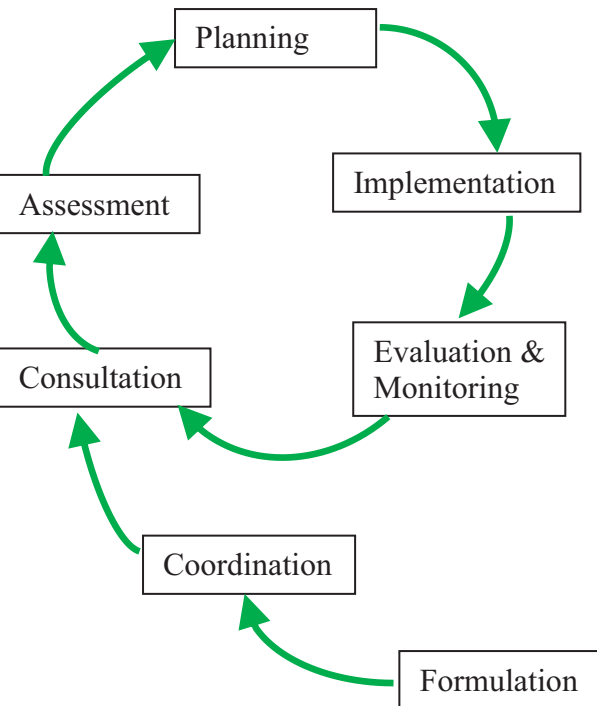 Planning
Implementation
Assessment
Evaluation &
Monitoring
Consultation
Coordination
Formulation